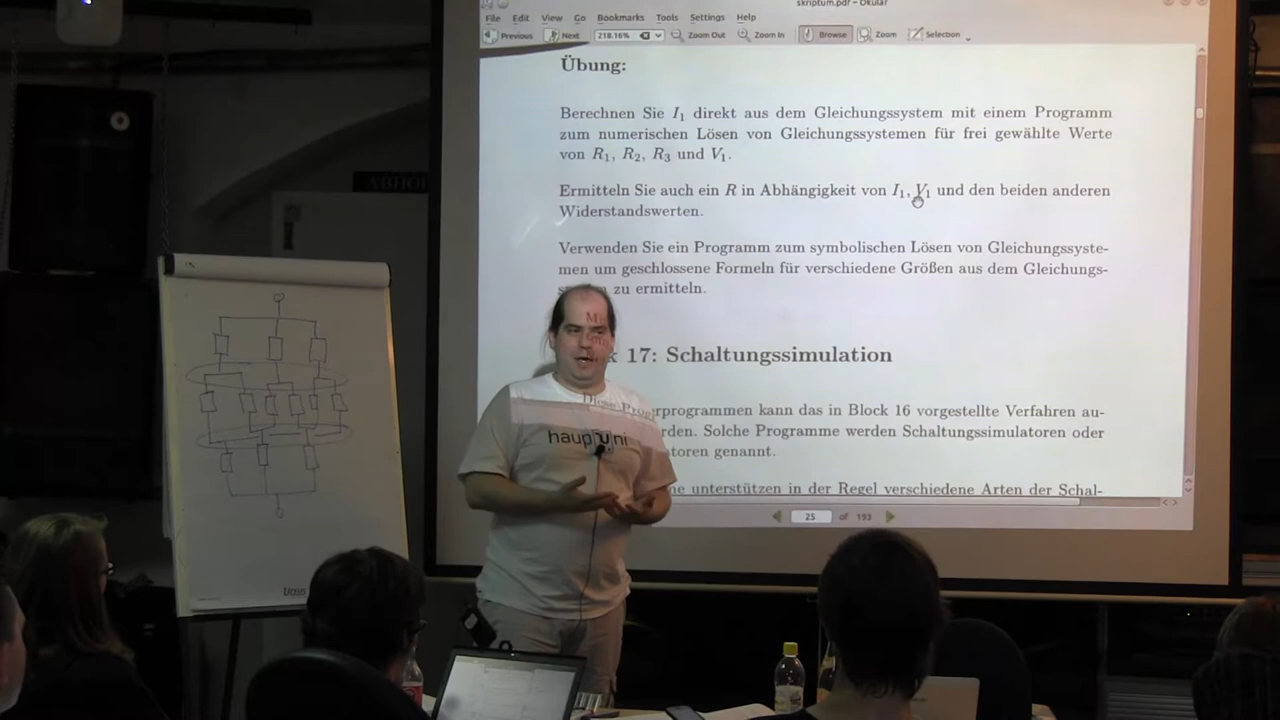 skriptum.pdf – Okular
File Edit View Go Bookmarks Tools Settings Help
Previous Next 218.16% Zoom Out Zoom In Browse Zoom Selection
Übung:
Berechnen Sie I₁ direkt aus dem Gleichungssystem mit einem Programm
zum numerischen Lösen von Gleichungssystemen für frei gewählte Werte
von R₁, R₂, R₃ und V₁.
Ermitteln Sie auch ein R in Abhängigkeit von I₁, V₁ und den beiden anderen
Widerstandswerten.
Verwenden Sie ein Programm zum symbolischen Lösen von Gleichungssyste-
men um geschlossene Formeln für verschiedene Größen aus dem Gleichungs-
zu ermitteln.
17: Schaltungssimulation
rprogrammen kann das in Block 16 vorgestellte Verfahren au-
rden. Solche Programme werden Schaltungssimulatoren oder
toren genannt.
me unterstützen in der Regel verschiedene Arten der Schal-
25 of 193